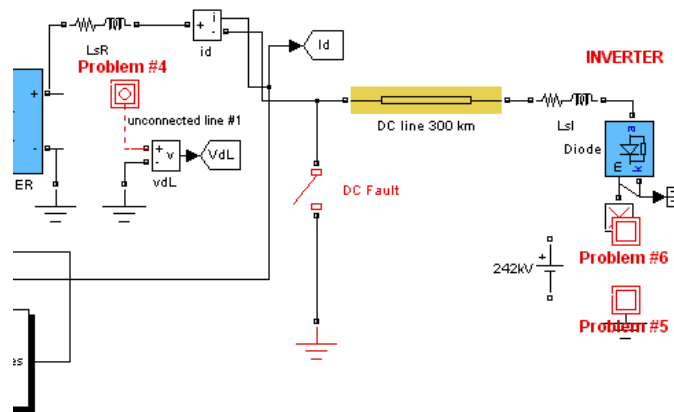 i
+
-
LsR
id
Id
Problem #4
INVERTER
+
-
unconnected line #1
DC line 300 km
LsI
Diode
a
m
k
+
-
v
VdL
ER
vdL
DC Fault
+
242kV
Problem #6
Problem #5
es